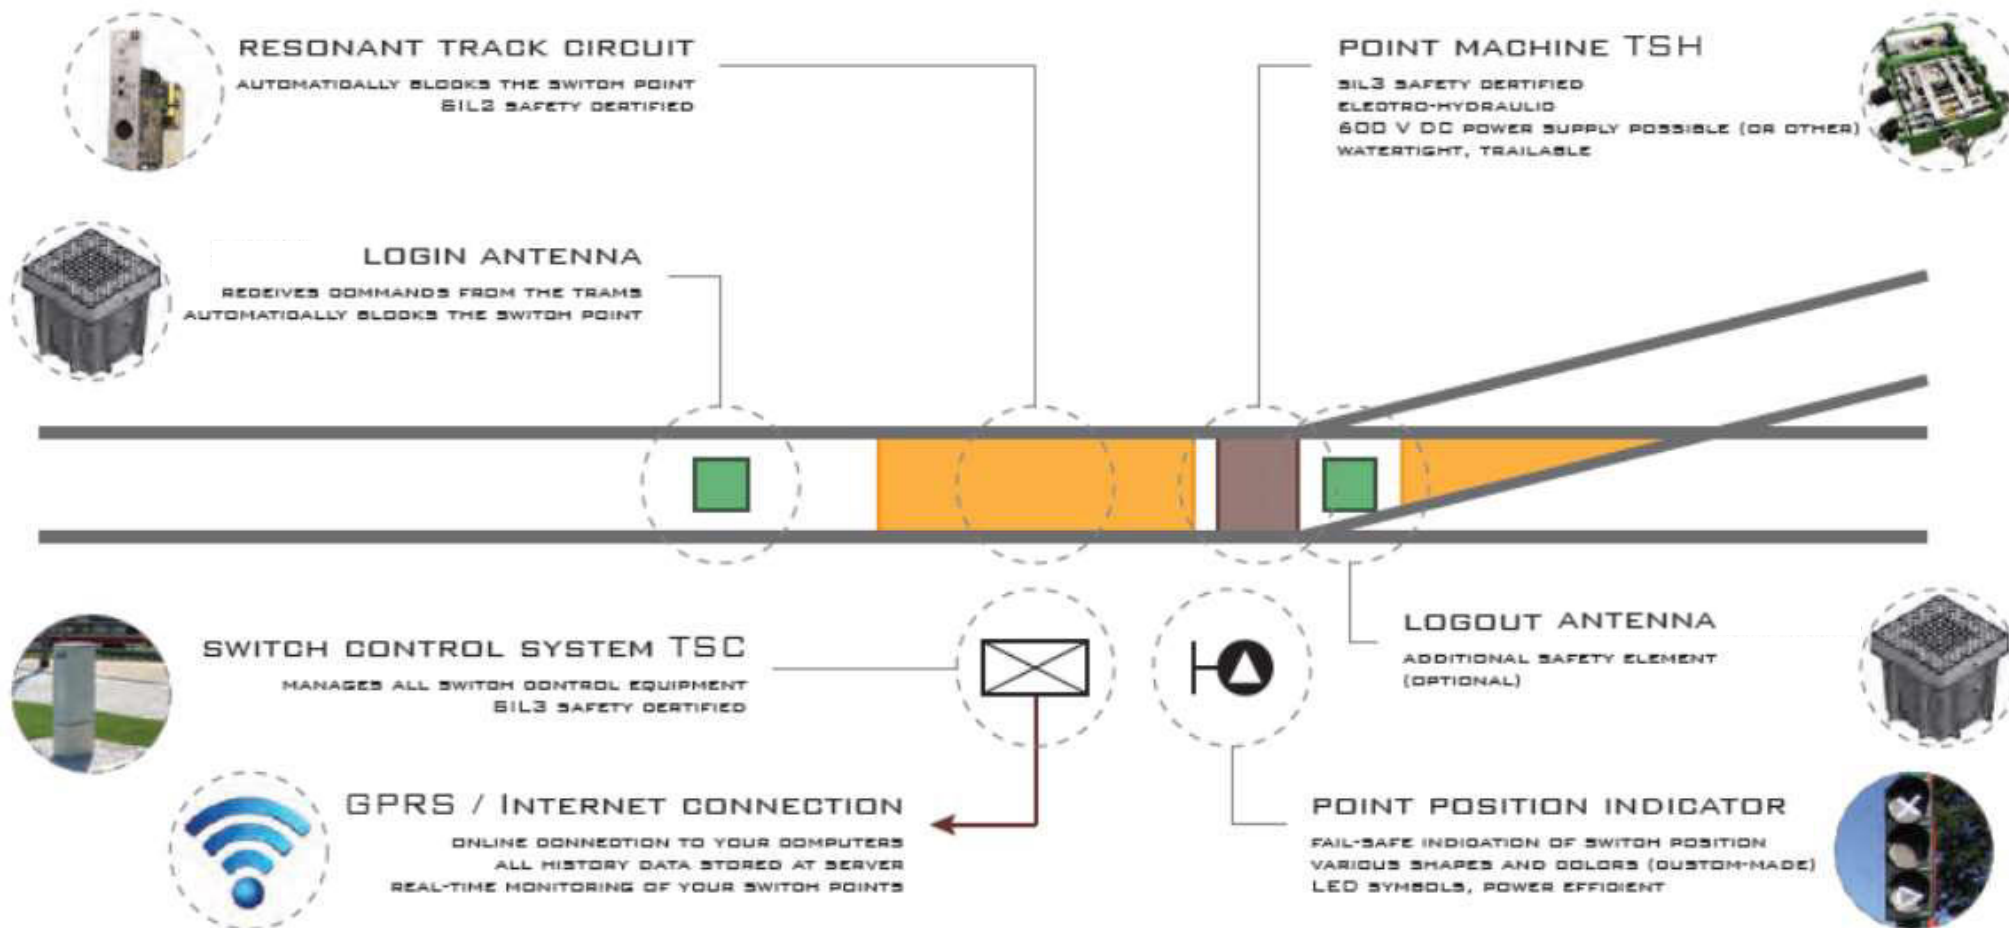 RESONANT TRACK CIRCUIT
AUTOMATICALLY BLOCKS THE SWITCH POINT
SIL3 SAFETY CERTIFIED
POINT MACHINE TSH
SIL3 SAFETY CERTIFIED
ELECTRO-HYDRAULIC
600 V DC POWER SUPPLY POSSIBLE (OR OTHER)
WATERTIGHT, TRAILABLE
LOGIN ANTENNA
RECEIVES COMMANDS FROM THE TRAMS
AUTOMATICALLY BLOCKS THE SWITCH POINT
SWITCH CONTROL SYSTEM TSC
MANAGES ALL SWITCH CONTROL EQUIPMENT
SIL3 SAFETY CERTIFIED
LOGOUT ANTENNA
ADDITIONAL SAFETY ELEMENT
(OPTIONAL)
GPRS / INTERNET CONNECTION
ONLINE CONNECTION TO YOUR COMPUTERS
ALL HISTORY DATA STORED AT SERVER
REAL-TIME MONITORING OF YOUR SWITCH POINTS
POINT POSITION INDICATOR
FAIL-SAFE INDICATION OF SWITCH POSITION
VARIOUS SHAPES AND COLORS (CUSTOM-MADE)
LED SYMBOLS, POWER EFFICIENT